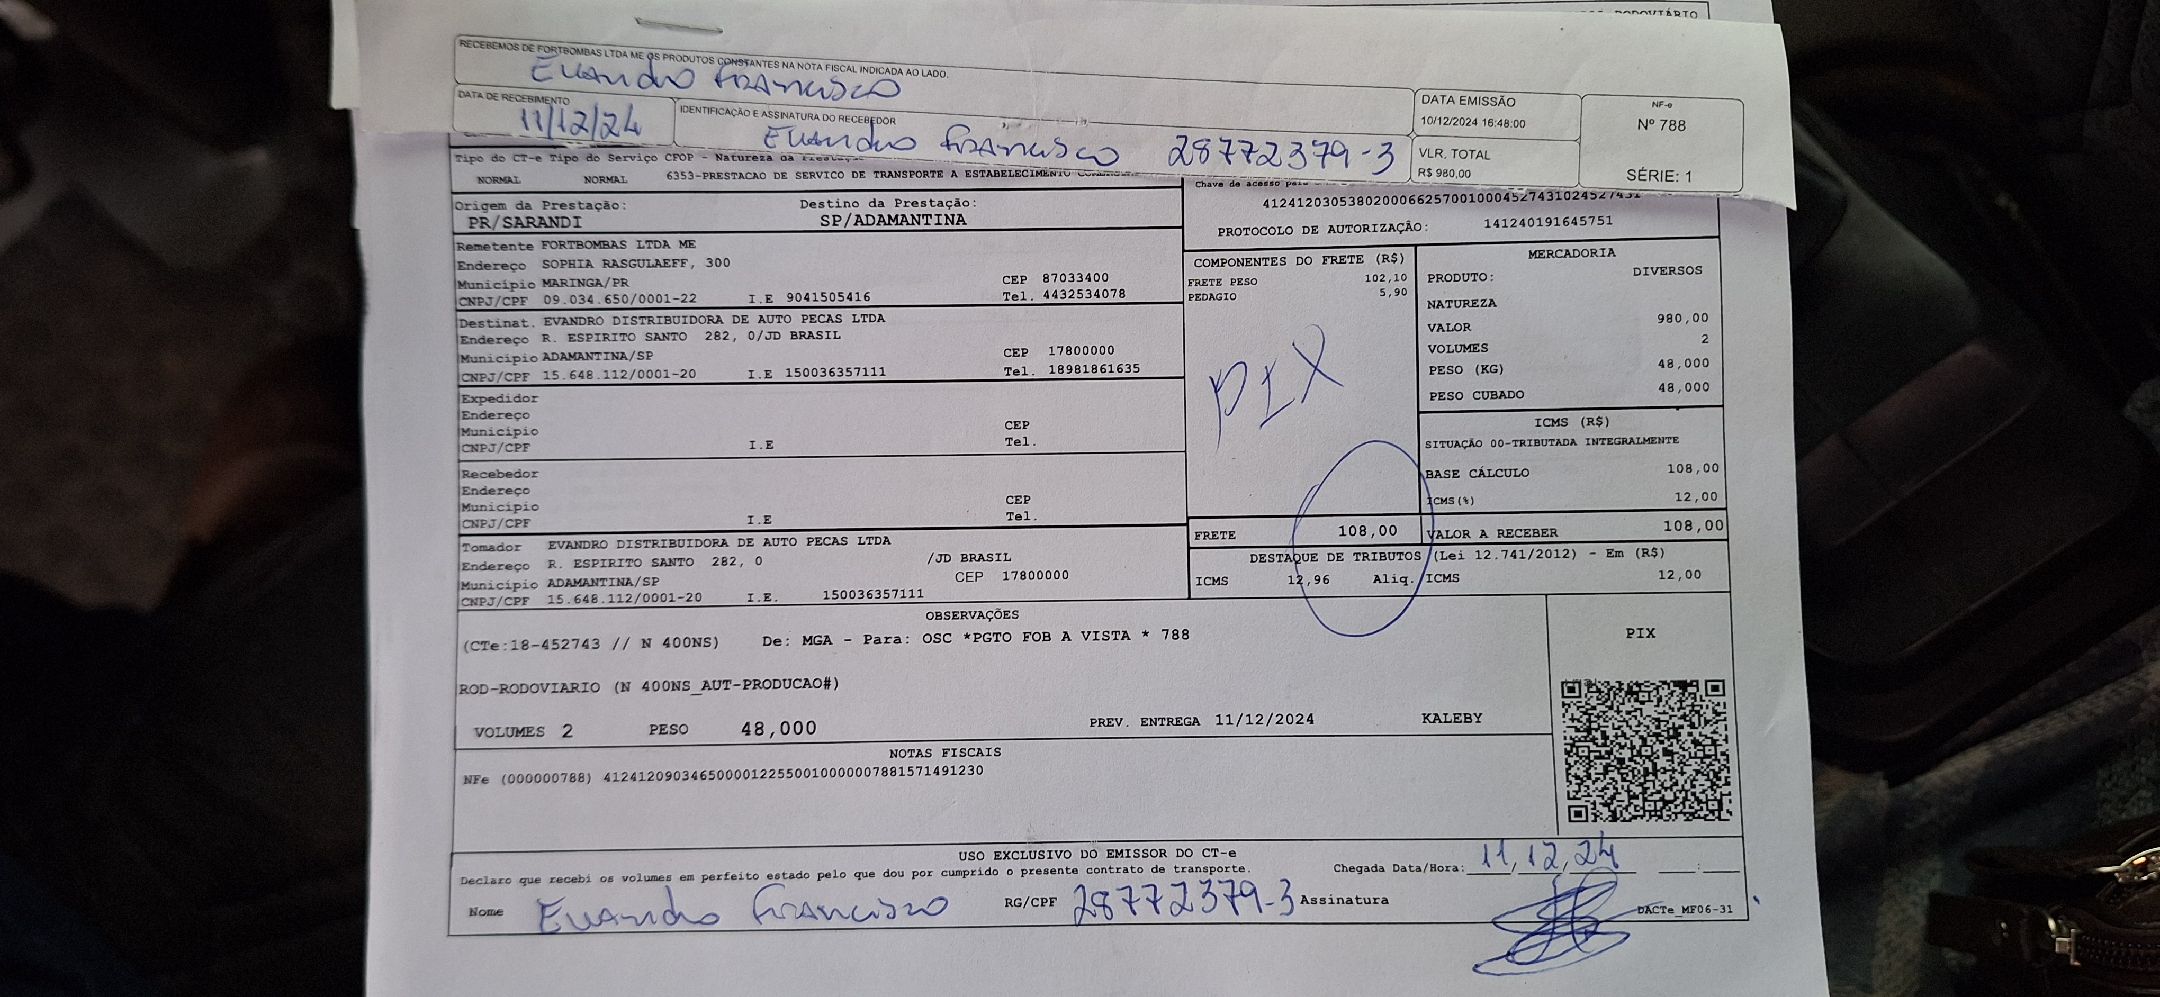 RODOVIÁRIO
RECEBEMOS DE FORTBOMBAS LTDA ME OS PRODUTOS CONSTANTES NA NOTA FISCAL INDICADA AO LADO.
Evandro Francisco
DATA DE RECEBIMENTO
11/12/24
IDENTIFICAÇÃO E ASSINATURA DO RECEBEDOR
Evandro Francisco 28772379-3
DATA EMISSÃO
10/12/2024 16:48:00
VLR. TOTAL
R$ 980,00
NF-e
Nº 788
SÉRIE: 1
Tipo do CT-e Tipo do Serviço CFOP - Natureza da
NORMAL NORMAL 6353-PRESTACAO DE SERVICO DE TRANSPORTE A ESTABELECIMENTO
Origem da Prestação: Destino da Prestação:
PR/SARANDI SP/ADAMANTINA
Chave de acesso
PROTOCOLO DE AUTORIZAÇÃO: 141240191645751
Remetente FORTBOMBAS LTDA ME
Endereço SOPHIA RASGULAEFF, 300
Município MARINGA/PR CEP 87033400
CNPJ/CPF 09.034.650/0001-22 I.E 9041505416 Tel. 4432534078
Destinat. EVANDRO DISTRIBUIDORA DE AUTO PECAS LTDA
Endereço R. ESPIRITO SANTO 282, 0/JD BRASIL
Município ADAMANTINA/SP CEP 17800000
CNPJ/CPF 15.648.112/0001-20 I.E 150036357111 Tel. 18981861635
Expedidor
Endereço
Município CEP
CNPJ/CPF I.E Tel.
Recebedor
Endereço
Município CEP
CNPJ/CPF I.E Tel.
Tomador EVANDRO DISTRIBUIDORA DE AUTO PECAS LTDA
Endereço R. ESPIRITO SANTO 282, 0 /JD BRASIL
Município ADAMANTINA/SP CEP 17800000
CNPJ/CPF 15.648.112/0001-20 I.E. 150036357111
COMPONENTES DO FRETE (R$)
FRETE PESO 102,10
PEDAGIO 5,90
PIX
MERCADORIA
PRODUTO: DIVERSOS
NATUREZA
VALOR 980,00
VOLUMES 2
PESO (KG) 48,000
PESO CUBADO 48,000
ICMS (R$)
SITUAÇÃO 00-TRIBUTADA INTEGRALMENTE
BASE CÁLCULO 108,00
ICMS(%) 12,00
FRETE 108,00 VALOR A RECEBER 108,00
DESTAQUE DE TRIBUTOS (Lei 12.741/2012) - Em (R$)
ICMS 12,96 Aliq. ICMS 12,00
OBSERVAÇÕES
(CTe:18-452743 // N 400NS) De: MGA - Para: OSC *PGTO FOB A VISTA * 788
ROD-RODOVIARIO (N 400NS_AUT-PRODUCAO#)
VOLUMES 2 PESO 48,000 PREV. ENTREGA 11/12/2024 KALEBY
PIX
NOTAS FISCAIS
NFe (000000788) 41241209034650000122550010000007881571491230
USO EXCLUSIVO DO EMISSOR DO CT-e
Declaro que recebi os volumes em perfeito estado pelo que dou por cumprido o presente contrato de transporte.
Chegada Data/Hora: 11/12/24 __:__
Nome Evandro Francisco RG/CPF 28772379-3 Assinatura
DACTe_MF06-31